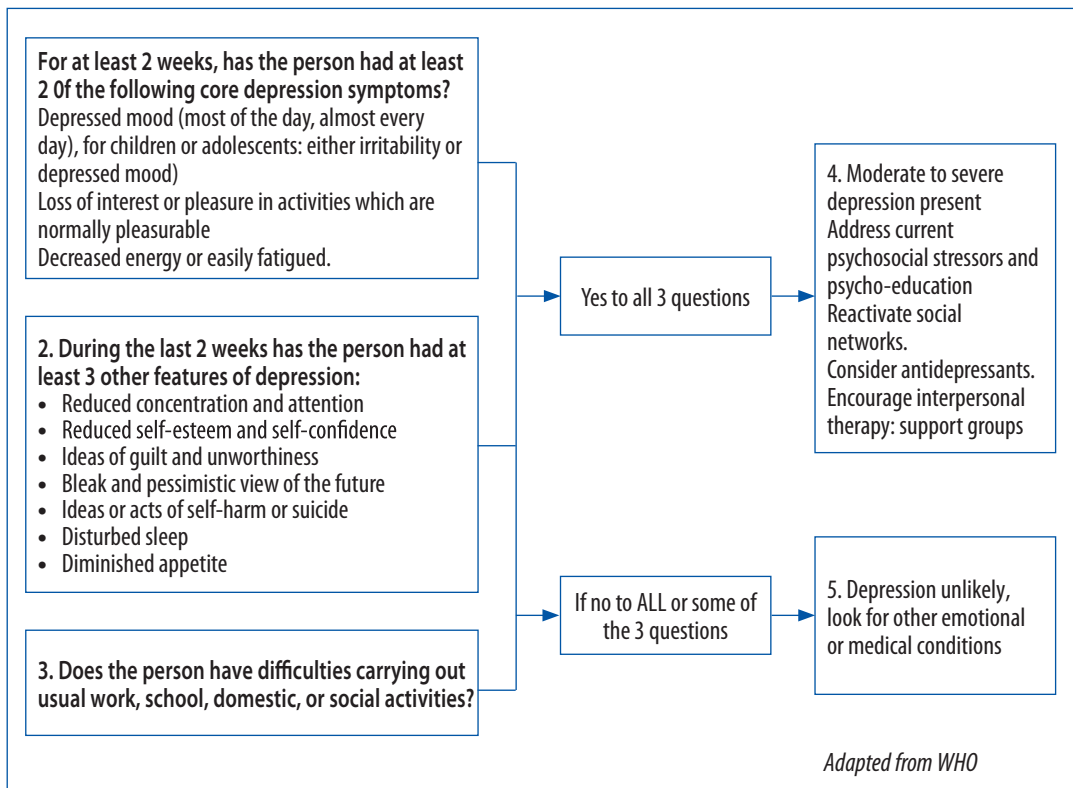 For at least 2 weeks, has the person had at least
2 0f the following core depression symptoms?
Depressed mood (most of the day, almost every
day), for children or adolescents: either irritability or
depressed mood)
Loss of interest or pleasure in activities which are
normally pleasurable
Decreased energy or easily fatigued.
2. During the last 2 weeks has the person had at
least 3 other features of depression:
• Reduced concentration and attention
• Reduced self-esteem and self-confidence
• Ideas of guilt and unworthiness
• Bleak and pessimistic view of the future
• Ideas or acts of self-harm or suicide
• Disturbed sleep
• Diminished appetite
3. Does the person have difficulties carrying out
usual work, school, domestic, or social activities?
Yes to all 3 questions
If no to ALL or some of
the 3 questions
4. Moderate to severe
depression present
Address current
psychosocial stressors and
psycho-education
Reactivate social
networks.
Consider antidepressants.
Encourage interpersonal
therapy: support groups
5. Depression unlikely,
look for other emotional
or medical conditions
Adapted from WHO